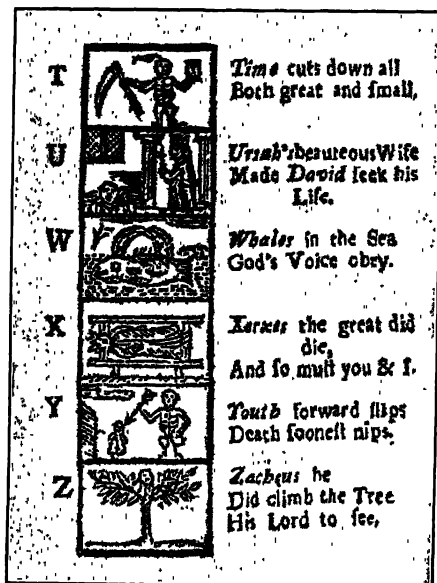 T
Time cuts down all
Both great and ſmall,
U
Uriah's beauteous Wife
Made David ſeek his
Life.
W
Whales in the Sea
God's Voice obey.
X
Xerxes the great did
die,
And ſo muſt you & I.
Y
Youth forward ſlips
Death ſooneſt nips.
Z
Zacheus he
Did climb the Tree
His Lord to ſee,